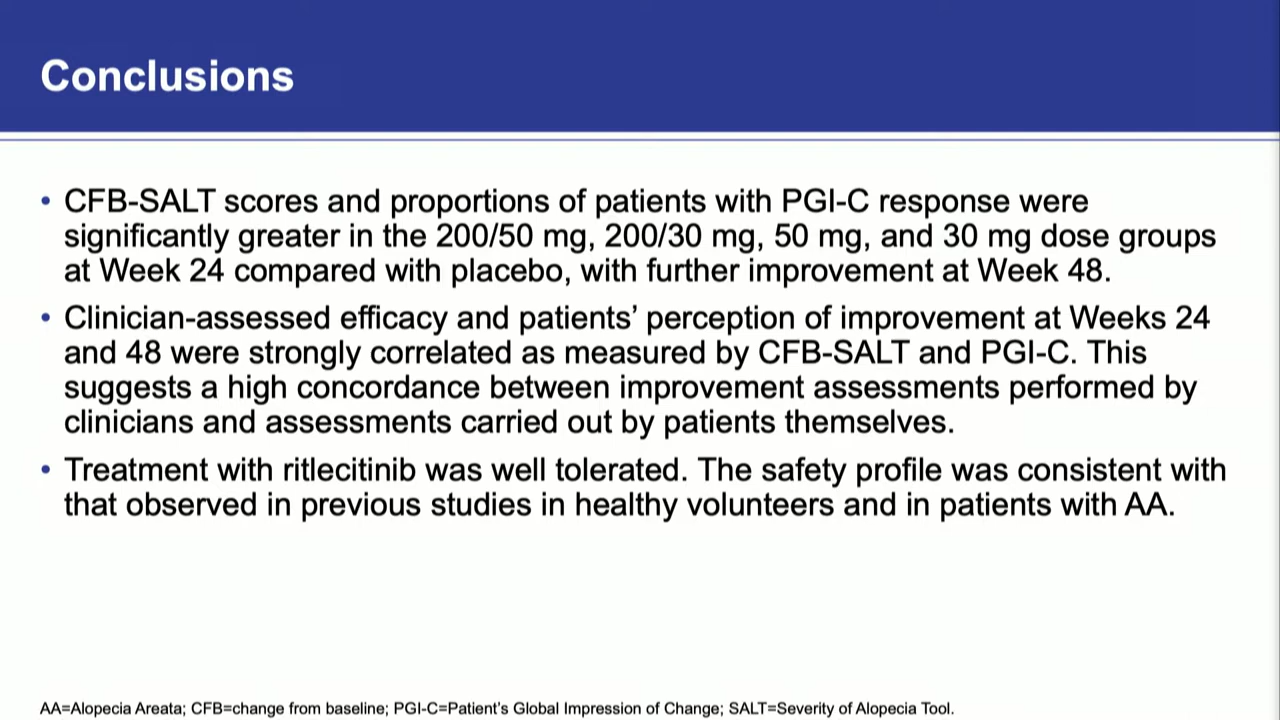 Conclusions
• CFB-SALT scores and proportions of patients with PGI-C response were
significantly greater in the 200/50 mg, 200/30 mg, 50 mg, and 30 mg dose groups
at Week 24 compared with placebo, with further improvement at Week 48.
• Clinician-assessed efficacy and patients’ perception of improvement at Weeks 24
and 48 were strongly correlated as measured by CFB-SALT and PGI-C. This
suggests a high concordance between improvement assessments performed by
clinicians and assessments carried out by patients themselves.
• Treatment with ritlecitinib was well tolerated. The safety profile was consistent with
that observed in previous studies in healthy volunteers and in patients with AA.
AA=Alopecia Areata; CFB=change from baseline; PGI-C=Patient's Global Impression of Change; SALT=Severity of Alopecia Tool.